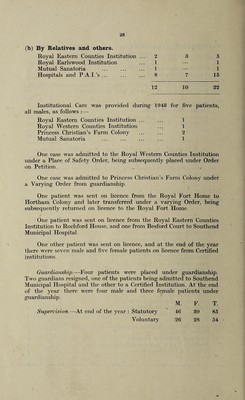 28
(b) By Relatives and others.
Royal Eastern Counties Institution ... 2 3 5
Royal Earlswood Institution ... 1 — 1
Mutual Sanatoria ... ... ... 1 — 1
Hospitals and P.A.I.'s ... ... 8 7 15
12 10 22
Institutional Care was provided during 1948 for five patients,
all males, as follows :—
Royal Eastern Counties Institution ... 1
Royal Western Counties Institution ... 1
Princess Christian's Farm Colony ... 2
Mutual Sanatoria ... ... ... 1
One case was admitted to the Royal Western Counties Institution
under a Place of Safety Order, being subsequently placed under Order
on Petition.
One case was admitted to Princess Christian's Farm Colony under
a Varying Order from guardianship.
One patient was sent on licence from the Royal Fort Home to
Hortham Colony and later transferred under a varying Order, being
subsequently returned on licence to the Royal Fort Home.
One patient was sent on licence from the Royal Eastern Counties
Institution to Rochford House, and one from Besford Court to Southend
Municipal Hospital.
One other patient was sent on licence, and at the end of the year
there were seven male and five female patients on licence from Certified
institutions.
Guardianship.—Four patients were placed under guardianship.
Two guardians resigned, one of the patients being admitted to Southend
Municipal Hospital and the other to a Certified Institution. At the end
of the year there were four male and three female patients under
guardianship.
M. F. T.
Supervision.—At end of the year : Statutory 46 39 85
Voluntary 26 28 54